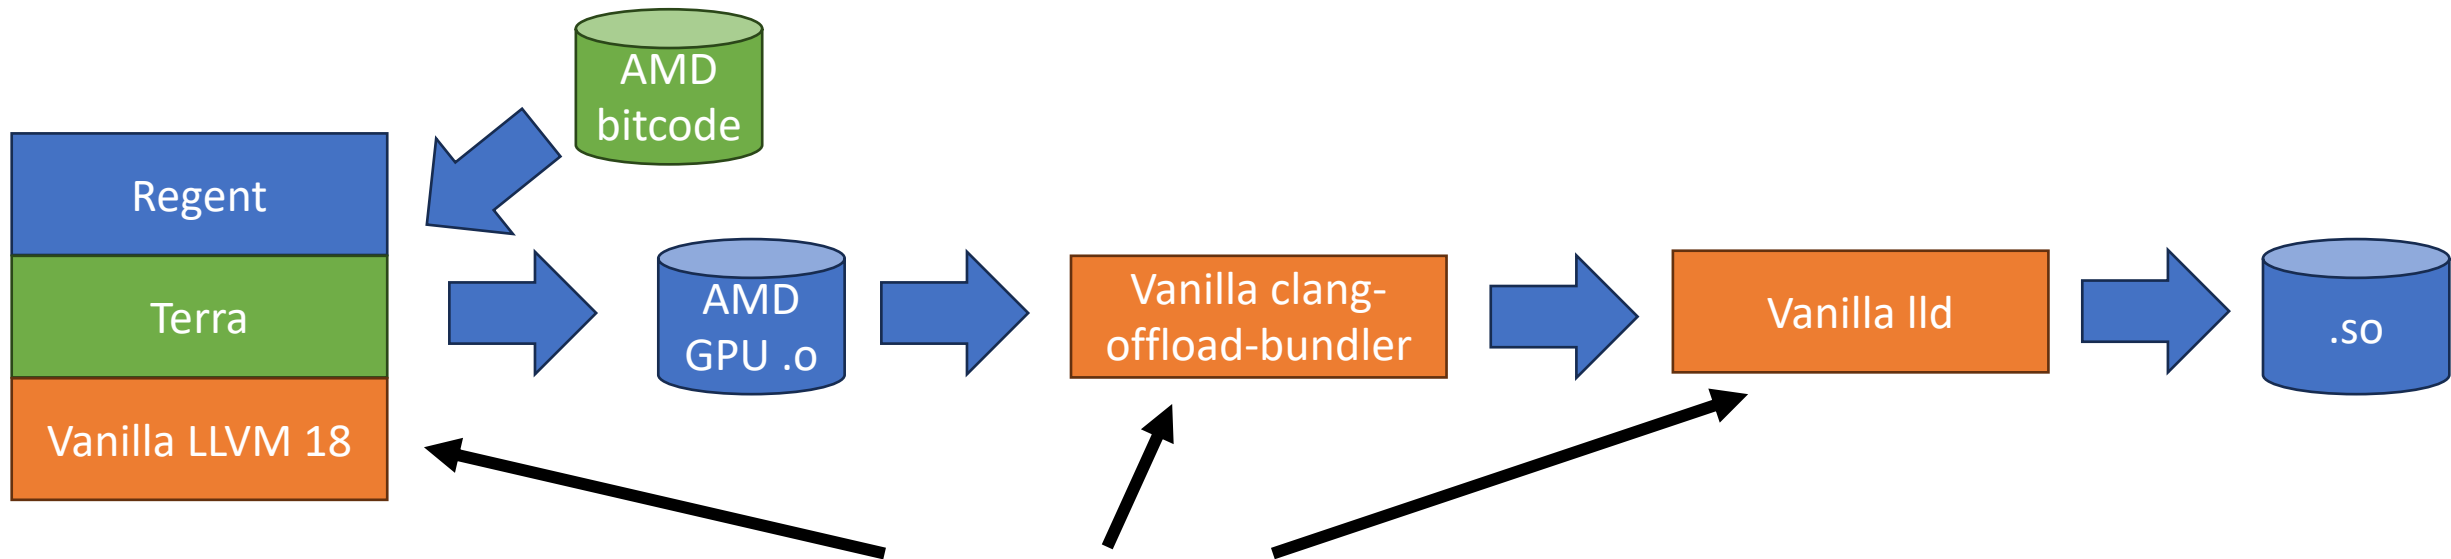 AMD
bitcode
Regent
Terra
Vanilla LLVM 18
AMD
GPU .o
Vanilla clang-
offload-bundler
Vanilla lld
.so